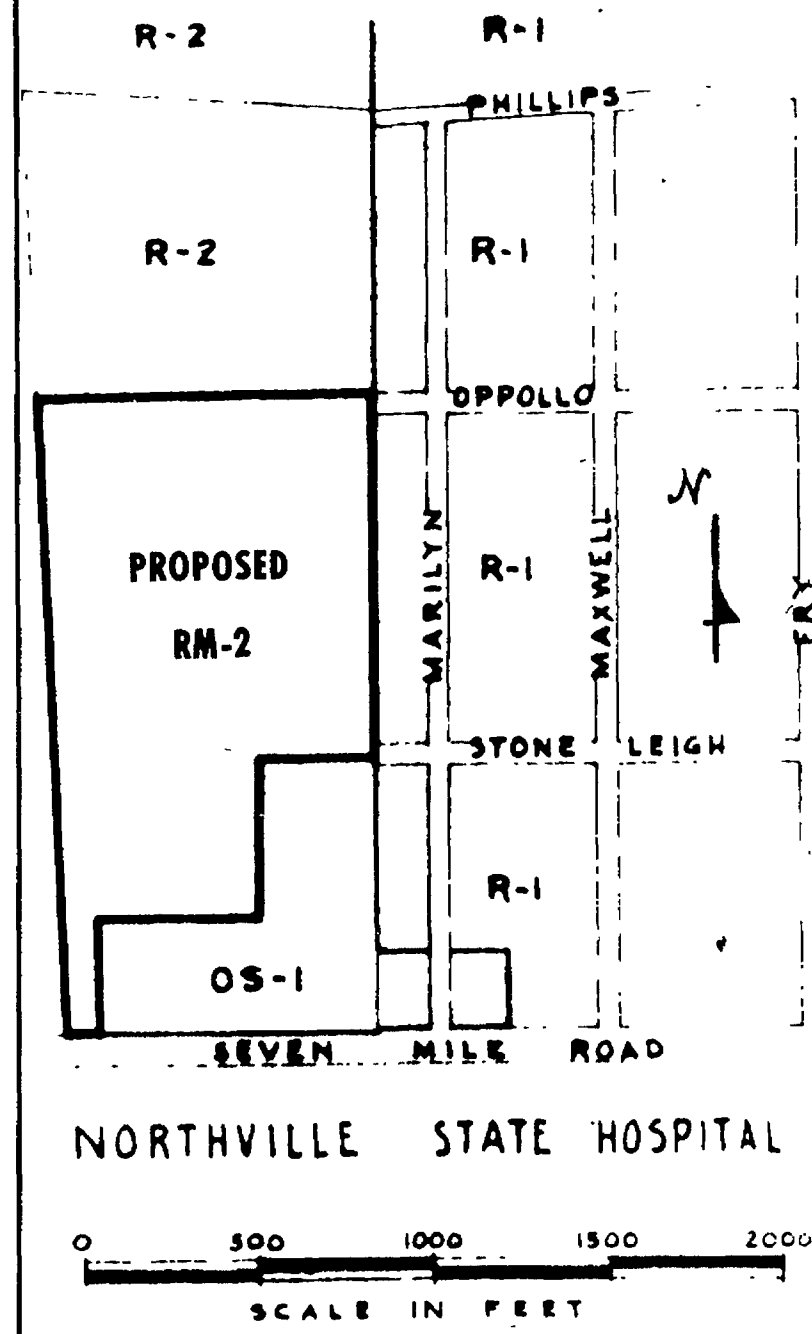 R-2 R-1
PHILLIPS
R-2 R-1
OPPOLLO
N
MARILYN
MAXWELL
FRY
PROPOSED
RM-2
R-1
STONE LEIGH
R-1
OS-1
SEVEN MILE ROAD
NORTHVILLE STATE HOSPITAL
0 500 1000 1500 2000
SCALE IN FEET